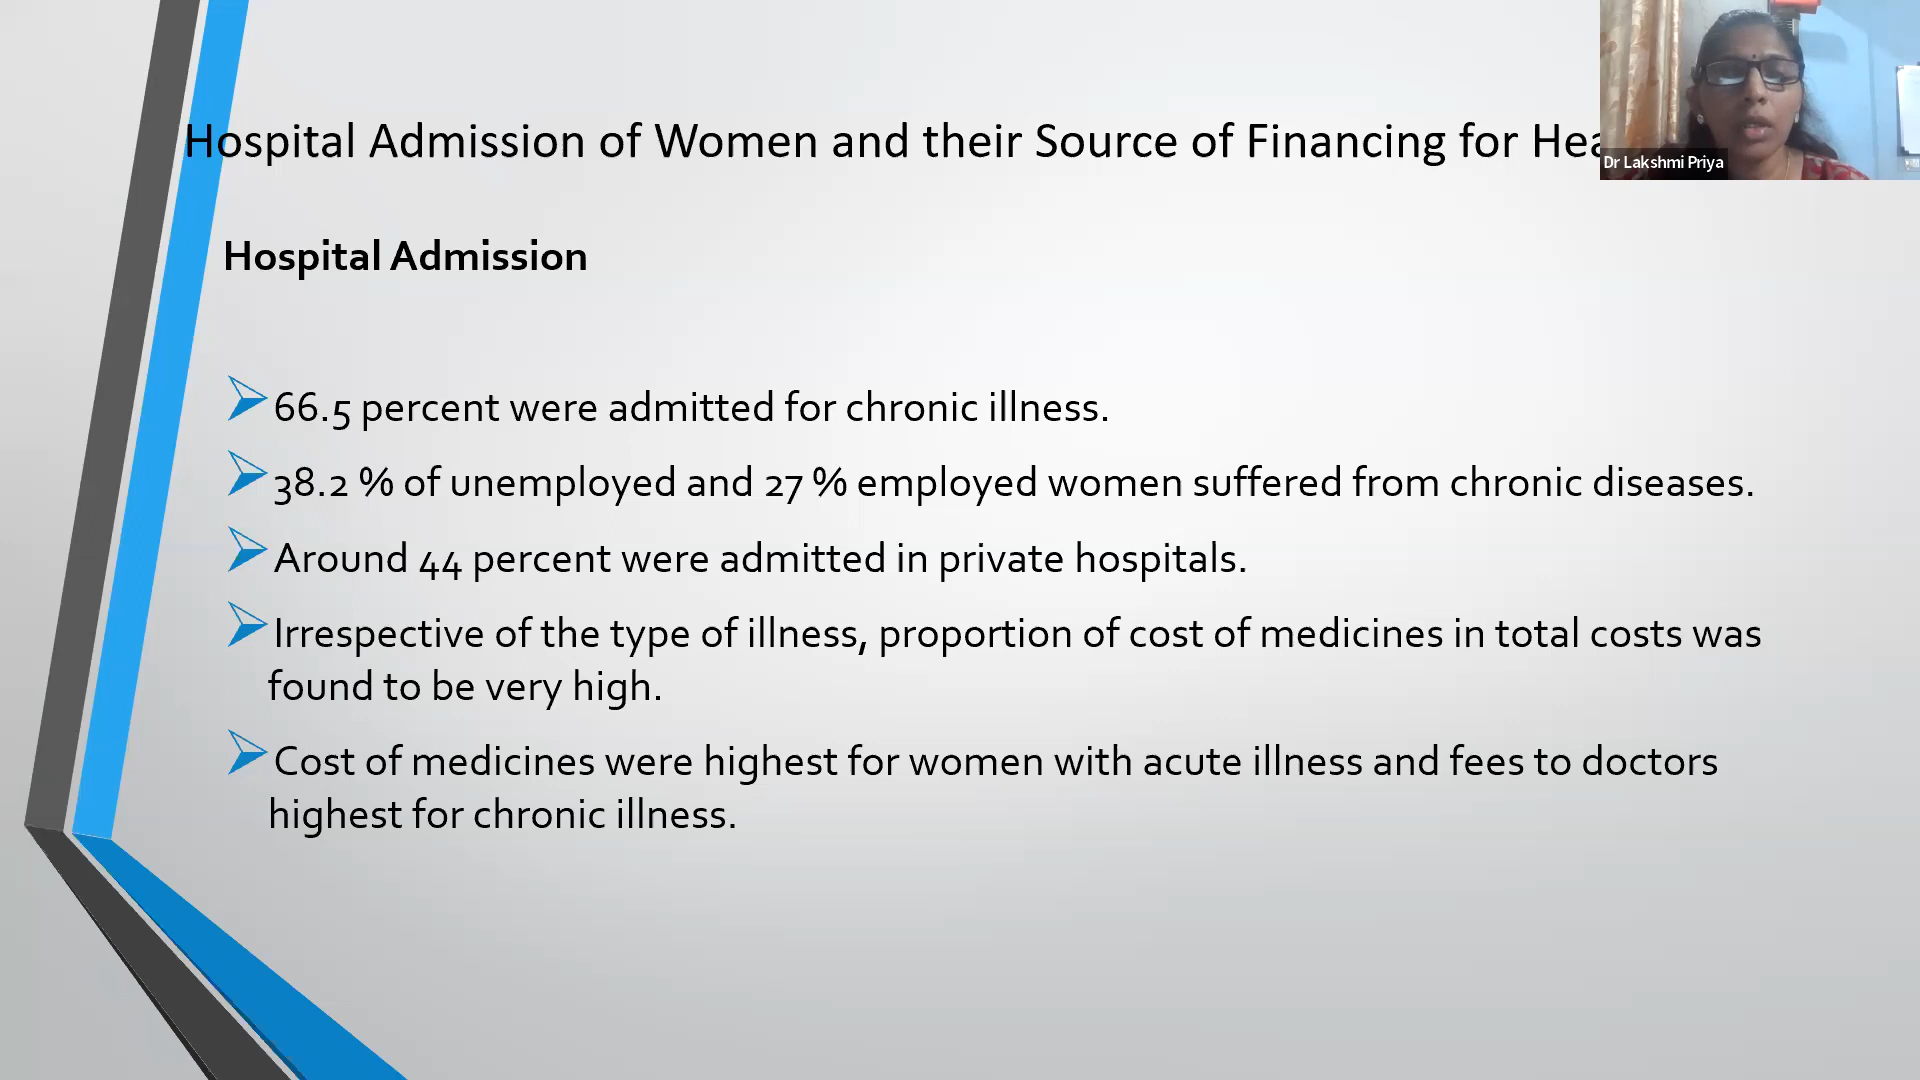 Hospital Admission of Women and their Source of Financing for
Dr Lakshmi Priya
Hospital Admission
66.5 percent were admitted for chronic illness.
38.2 % of unemployed and 27 % employed women suffered from chronic diseases.
Around 44 percent were admitted in private hospitals.
Irrespective of the type of illness, proportion of cost of medicines in total costs was
found to be very high.
Cost of medicines were highest for women with acute illness and fees to doctors
highest for chronic illness.